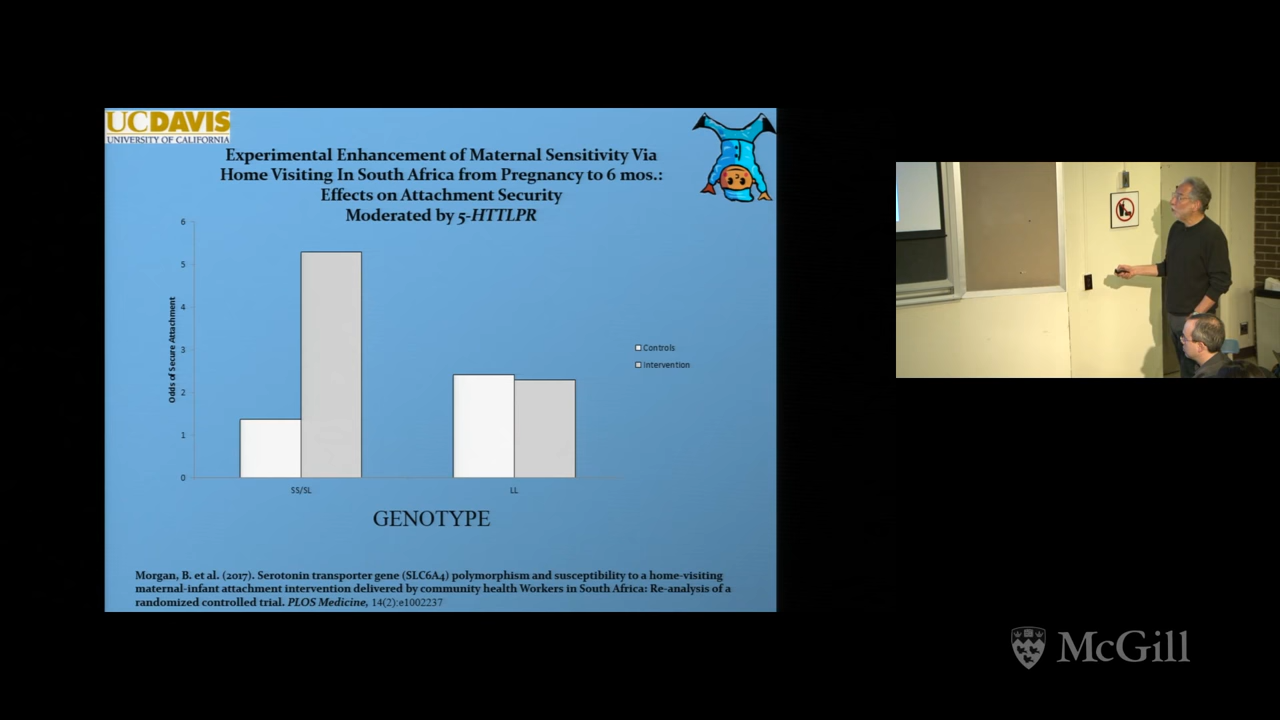 UCDAVIS
UNIVERSITY OF CALIFORNIA
Experimental Enhancement of Maternal Sensitivity Via
Home Visiting In South Africa from Pregnancy to 6 mos.:
Effects on Attachment Security
Moderated by 5-HTTLPR
6
5
4
3
2
1
0
Odds of Secure Attachment
SS/SL
LL
Controls
Intervention
GENOTYPE
Morgan, B. et al. (2017). Serotonin transporter gene (SLC6A4) polymorphism and susceptibility to a home-visiting
maternal-infant attachment intervention delivered by community health Workers in South Africa: Re-analysis of a
randomized controlled trial. PLOS Medicine, 14(2):e1002237
McGill